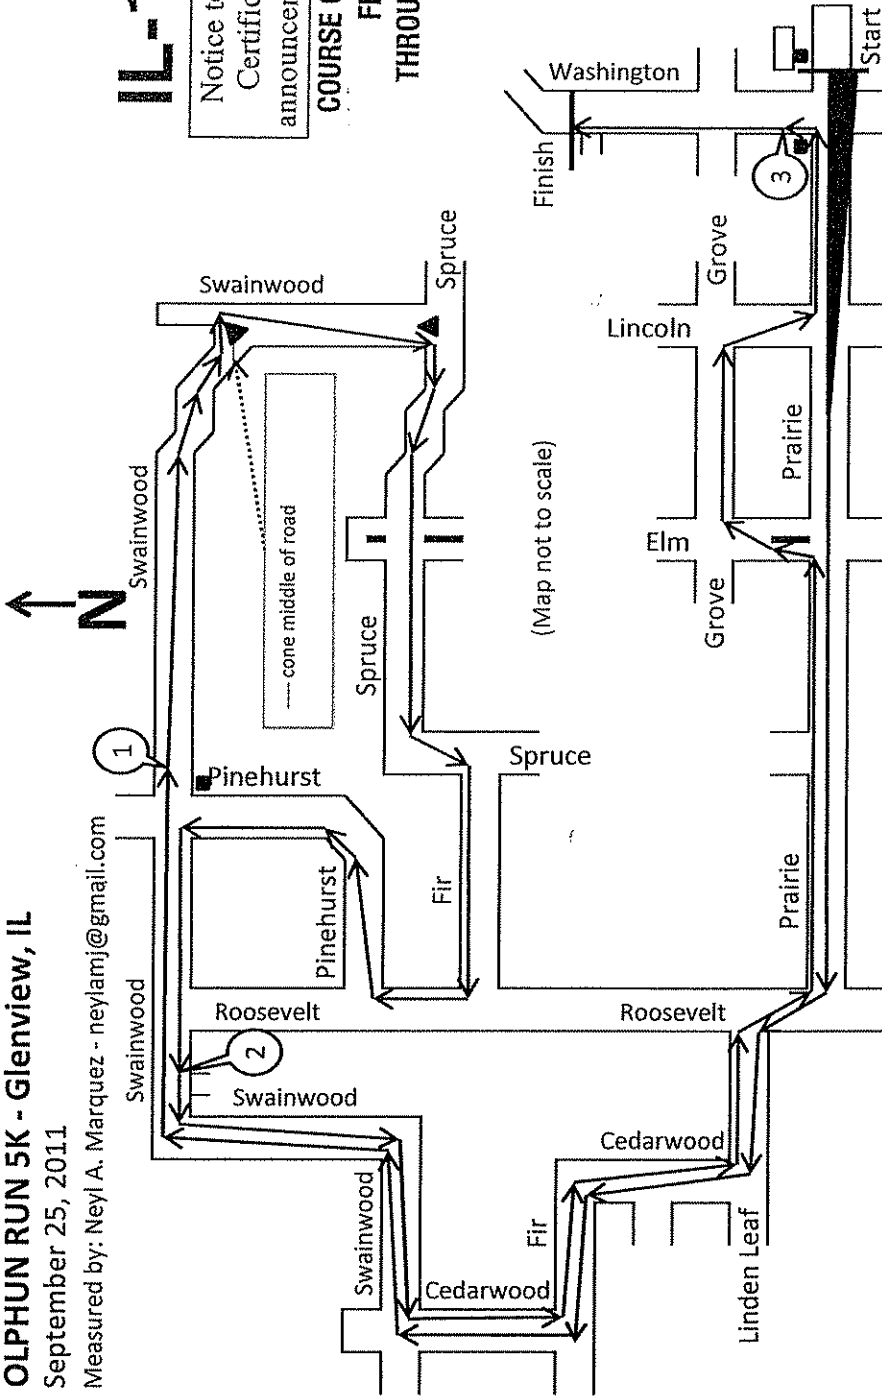 OLPHUN RUN 5K - Glenview, IL
September 25, 2011
Measured by: Neyl A. Marquez - neylamj@gmail.com
N
IL-
Notice to
Certific
announcer
COURSE
THROU
Swainwood
Swainwood
Swainwood
Swainwood
Swainwood
1
2
3
Pinehurst
Pinehurst
---- cone middle of road
Roosevelt
Roosevelt
Spruce
Spruce
Spruce
Fir
Fir
Cedarwood
Cedarwood
Linden Leaf
(Map not to scale)
Washington
Finish
Grove
Grove
Lincoln
Elm
Prairie
Prairie
Start